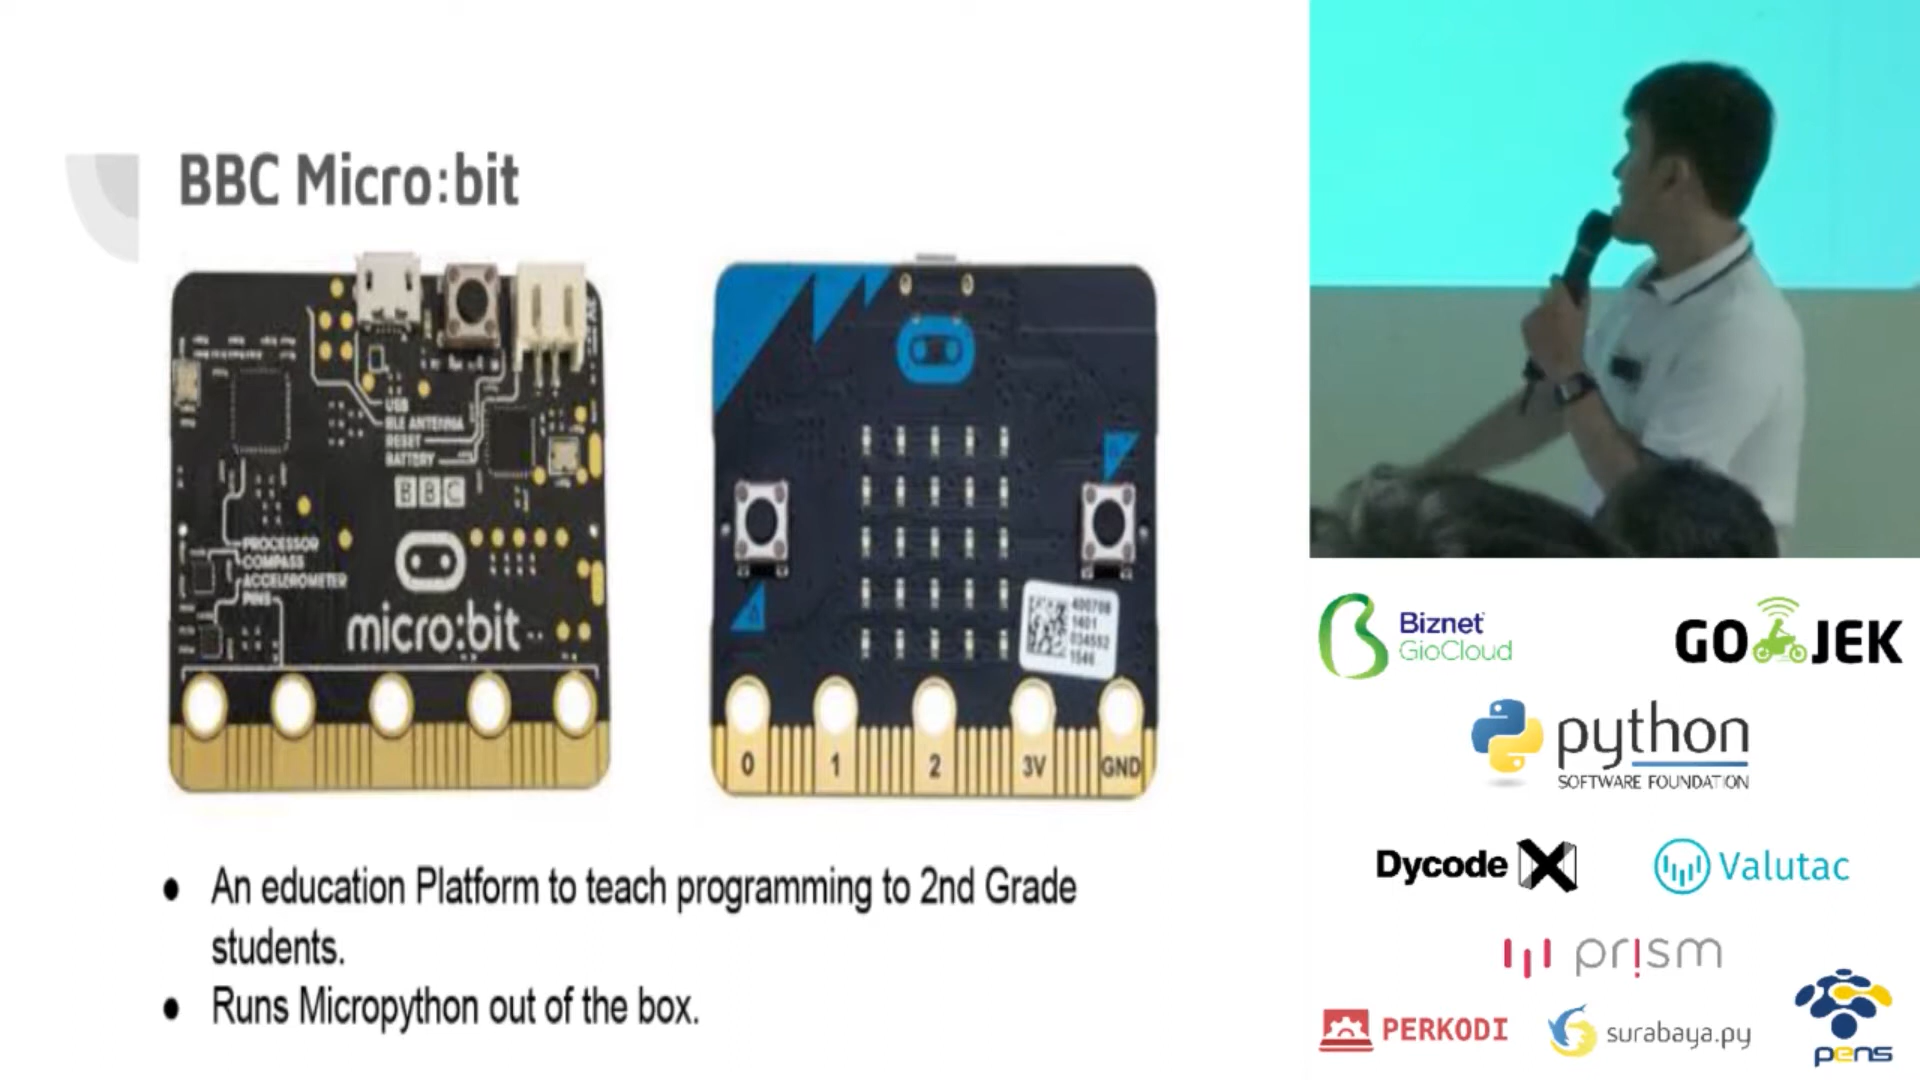 BBC Micro:bit
USB
BLE ANTENNA
RESET
BATTERY
BBC
PROCESSOR
COMPASS
ACCELEROMETER
PINS
micro:bit
0 1 2 3V GND
An education Platform to teach programming to 2nd Grade
students.
Runs Micropython out of the box.
Biznet
GioCloud
GO JEK
python
SOFTWARE FOUNDATION
Dycode X
Valutac
prism
PERKODI
surabaya.py
pens